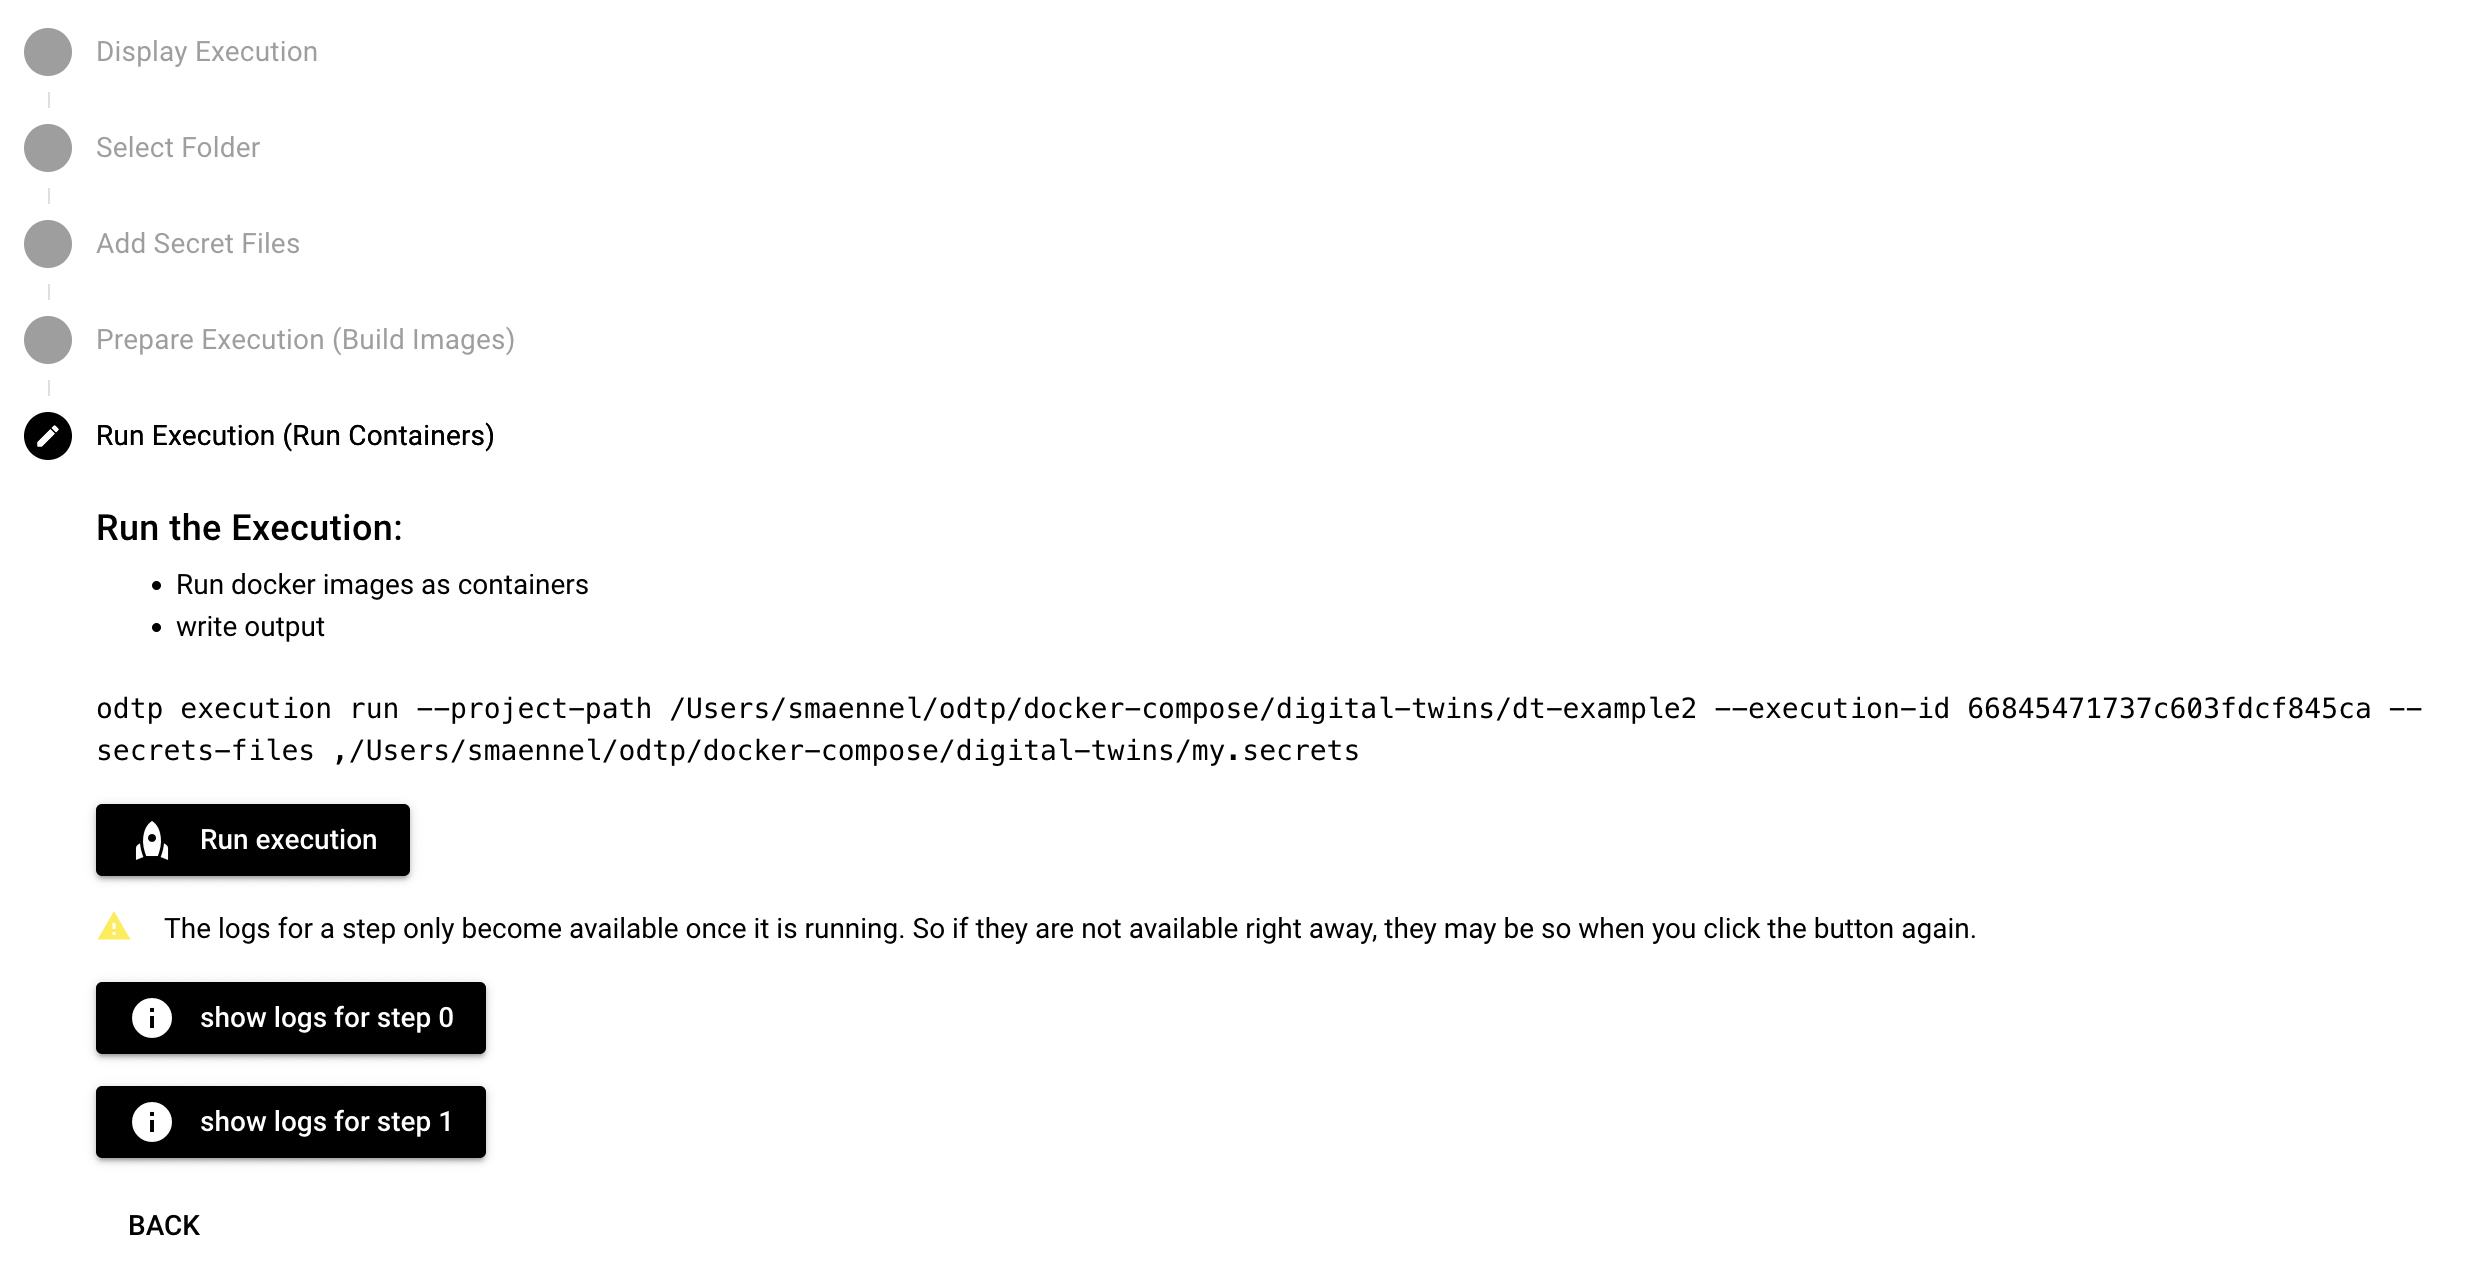 Display Execution
Select Folder
Add Secret Files
Prepare Execution (Build Images)
Run Execution (Run Containers)
Run the Execution:
Run docker images as containers
write output
odtp execution run --project-path /Users/smaennel/odtp/docker-compose/digital-twins/dt-example2 --execution-id 66845471737c603fdcf845ca --
secrets-files ,/Users/smaennel/odtp/docker-compose/digital-twins/my.secrets
Run execution
The logs for a step only become available once it is running. So if they are not available right away, they may be so when you click the button again.
show logs for step 0
show logs for step 1
BACK